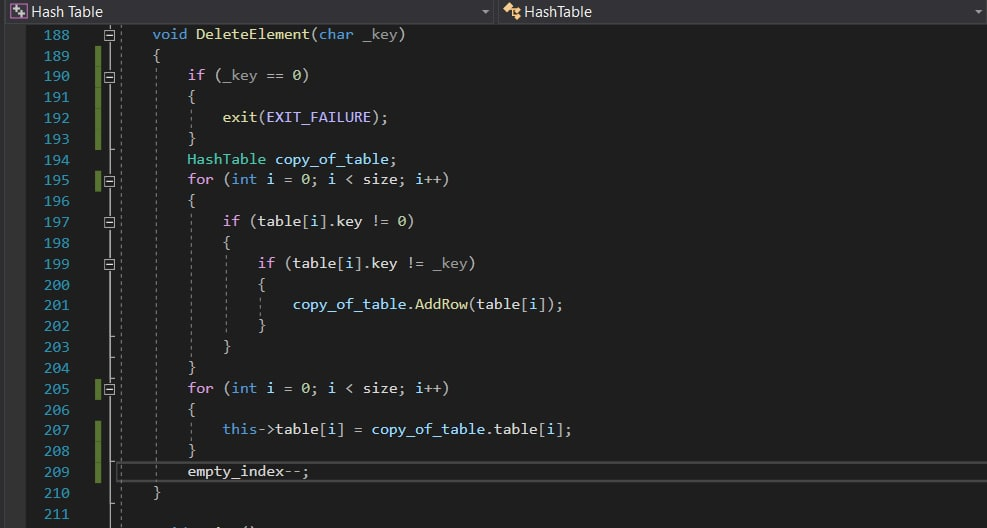 Hash Table HashTable
188 void DeleteElement(char _key)
189 {
190 if (_key == 0)
191 {
192 exit(EXIT_FAILURE);
193 }
194 HashTable copy_of_table;
195 for (int i = 0; i < size; i++)
196 {
197 if (table[i].key != 0)
198 {
199 if (table[i].key != _key)
200 {
201 copy_of_table.AddRow(table[i]);
202 }
203 }
204 }
205 for (int i = 0; i < size; i++)
206 {
207 this->table[i] = copy_of_table.table[i];
208 }
209 empty_index--;
210 }
211